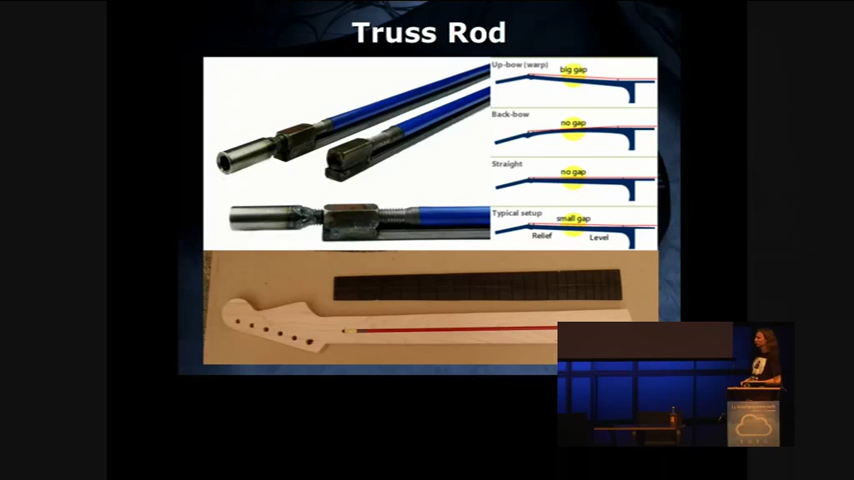 Truss Rod
Up-bow (warp)
big gap
Back-bow
no gap
Straight
no gap
Typical setup
small gap
Relief
Level